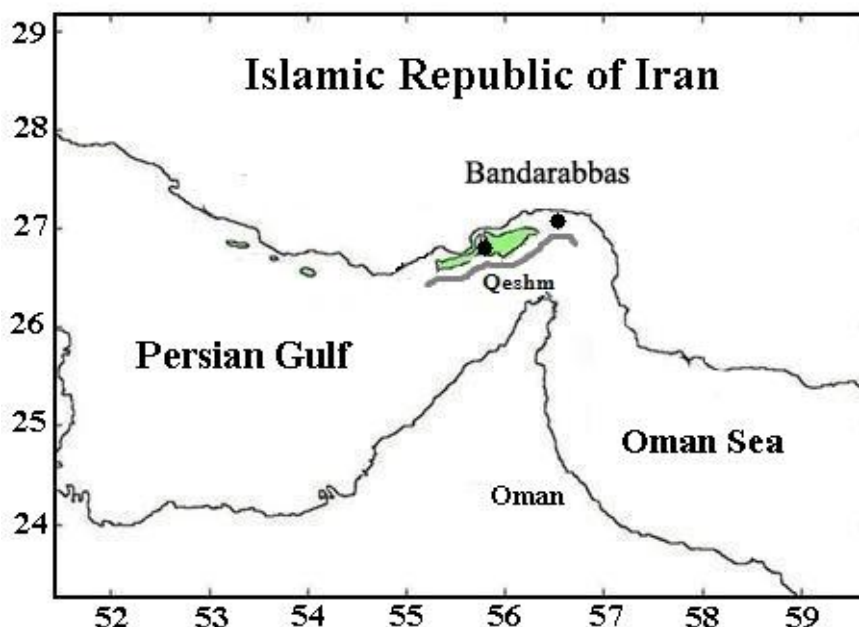 29
Islamic Republic of Iran
28
Bandarabbas
27
Qeshm
26
Persian Gulf
25
Oman Sea
Oman
24
52 53 54 55 56 57 58 59